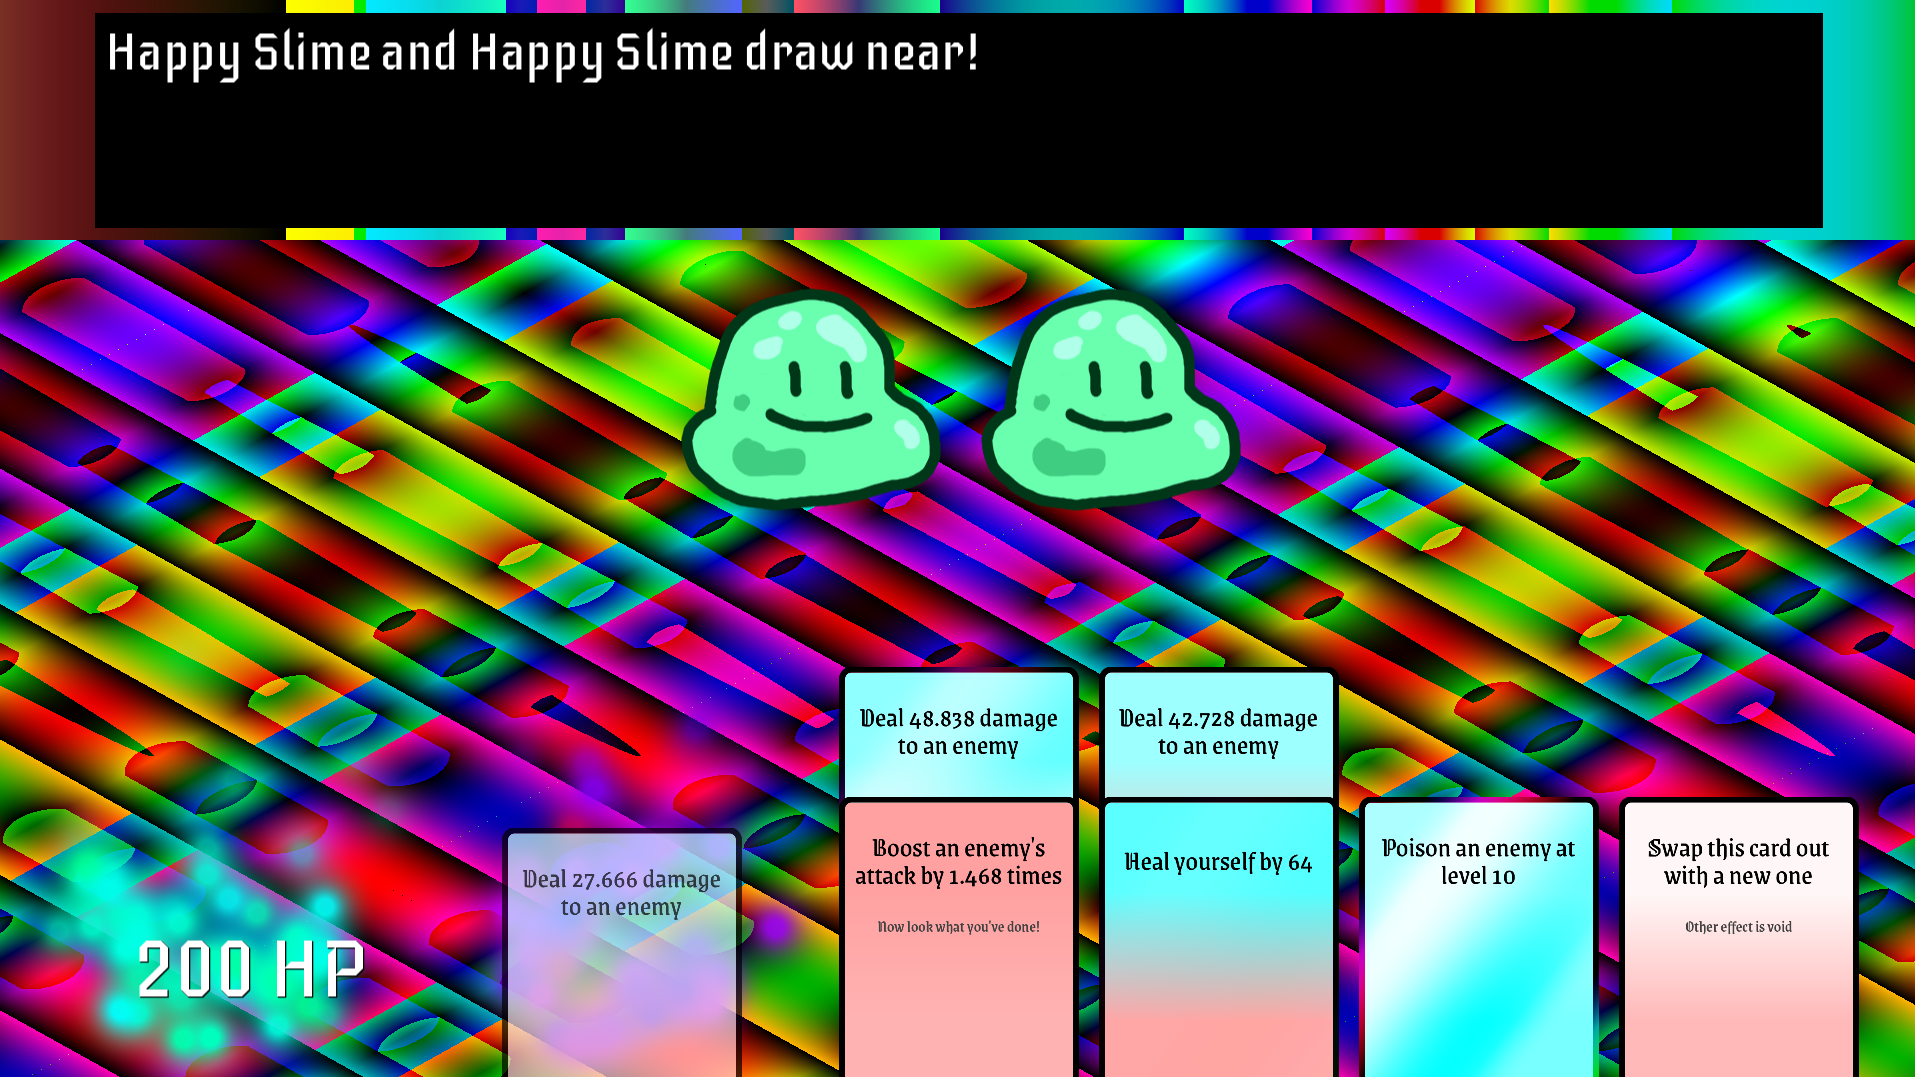 Happy Slime and Happy Slime draw near!
Deal 48.838 damage
to an enemy
Deal 42.728 damage
to an enemy
Deal 27.666 damage
to an enemy
Boost an enemy's
attack by 1.468 times
Now look what you've done!
Heal yourself by 64
Poison an enemy at
level 10
Swap this card out
with a new one
Other effect is void
200 HP